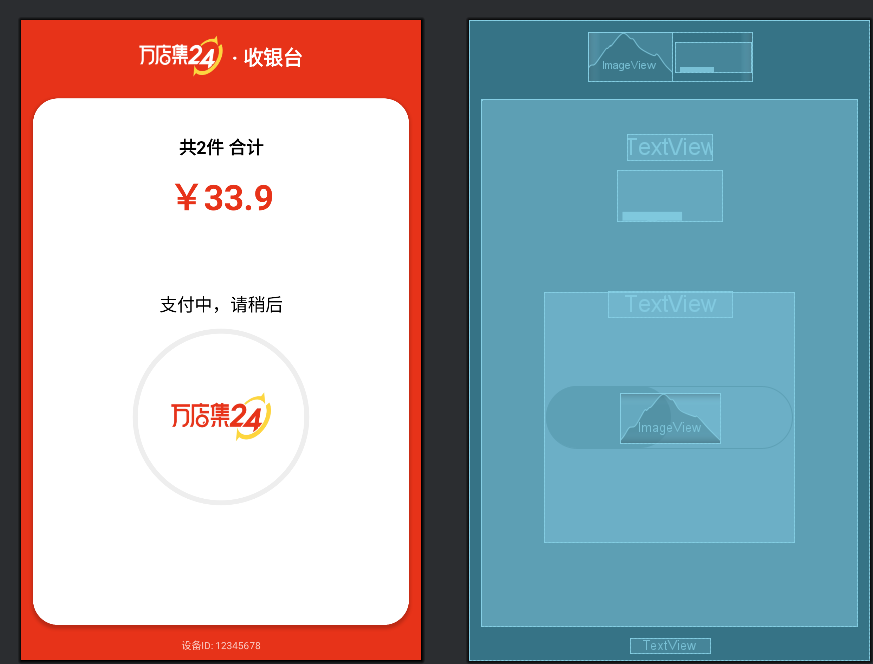 万店集24 · 收银台
共2件 合计
￥33.9
支付中，请稍后
万店集24
设备ID: 12345678
ImageView
TextView
TextView
ImageView
TextView